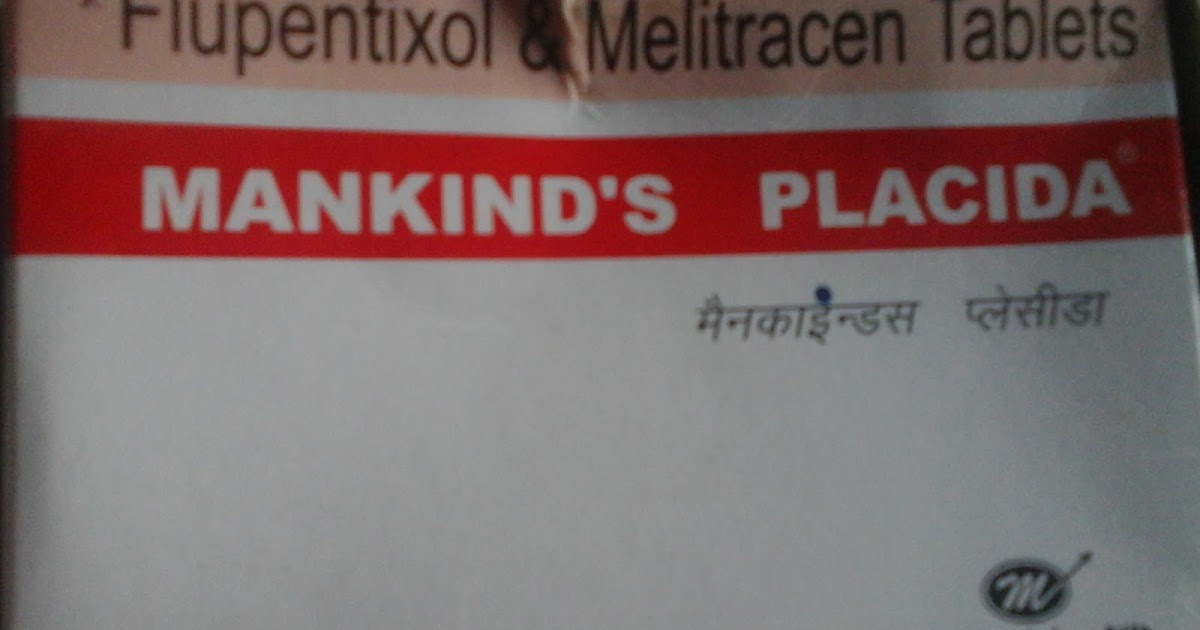 Flupentixol & Melitracen Tablets
MANKIND'S PLACIDA®
मैनकाईन्डस प्लेसीडा
m